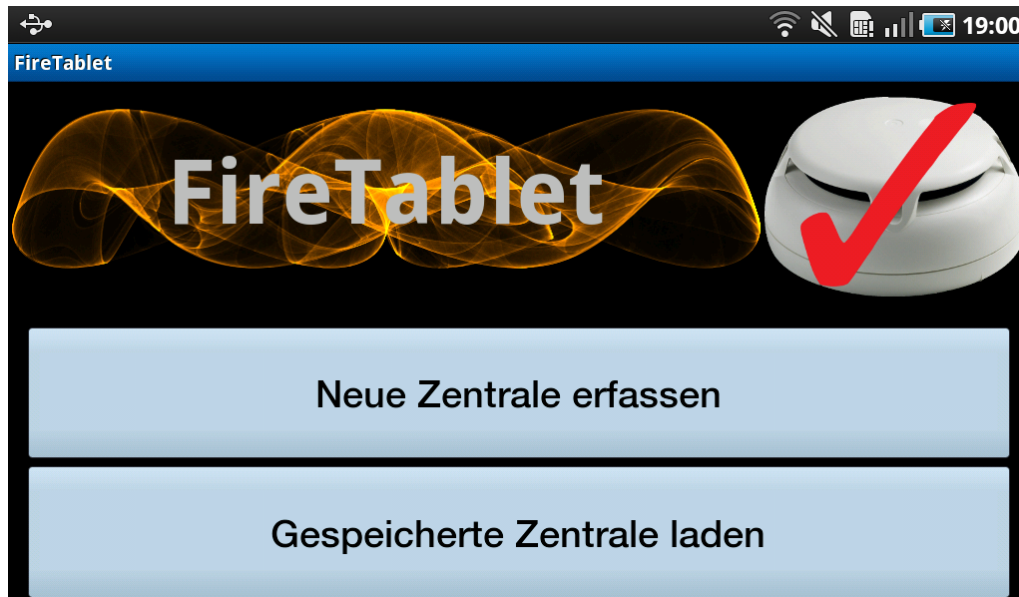 19:00
FireTablet
FireTablet
Neue Zentrale erfassen
Gespeicherte Zentrale laden